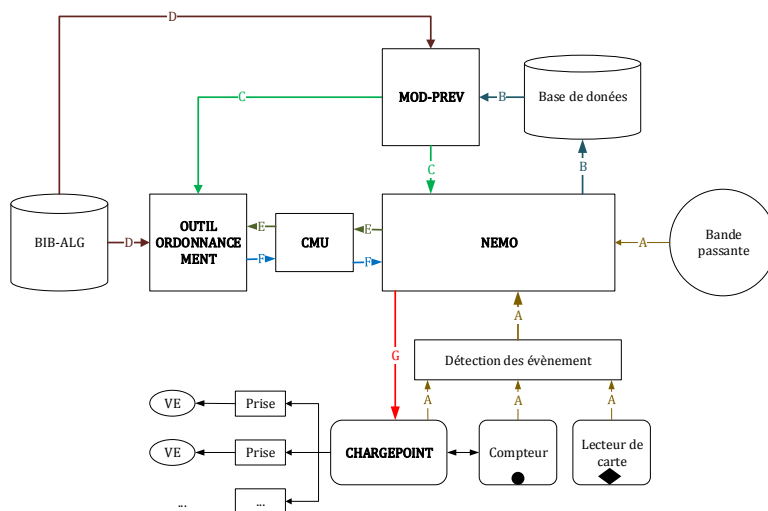 D
MOD-PREV
Base de donées
C
B
C
B
BIB-ALG
D
OUTIL
ORDONNANCE
MENT
E
F
CMU
E
F
NEMO
A
Bande
passante
G
A
Détection des évènement
A
A
A
VE
Prise
VE
Prise
CHARGEPOINT
Compteur
Lecteur de
carte
...
...